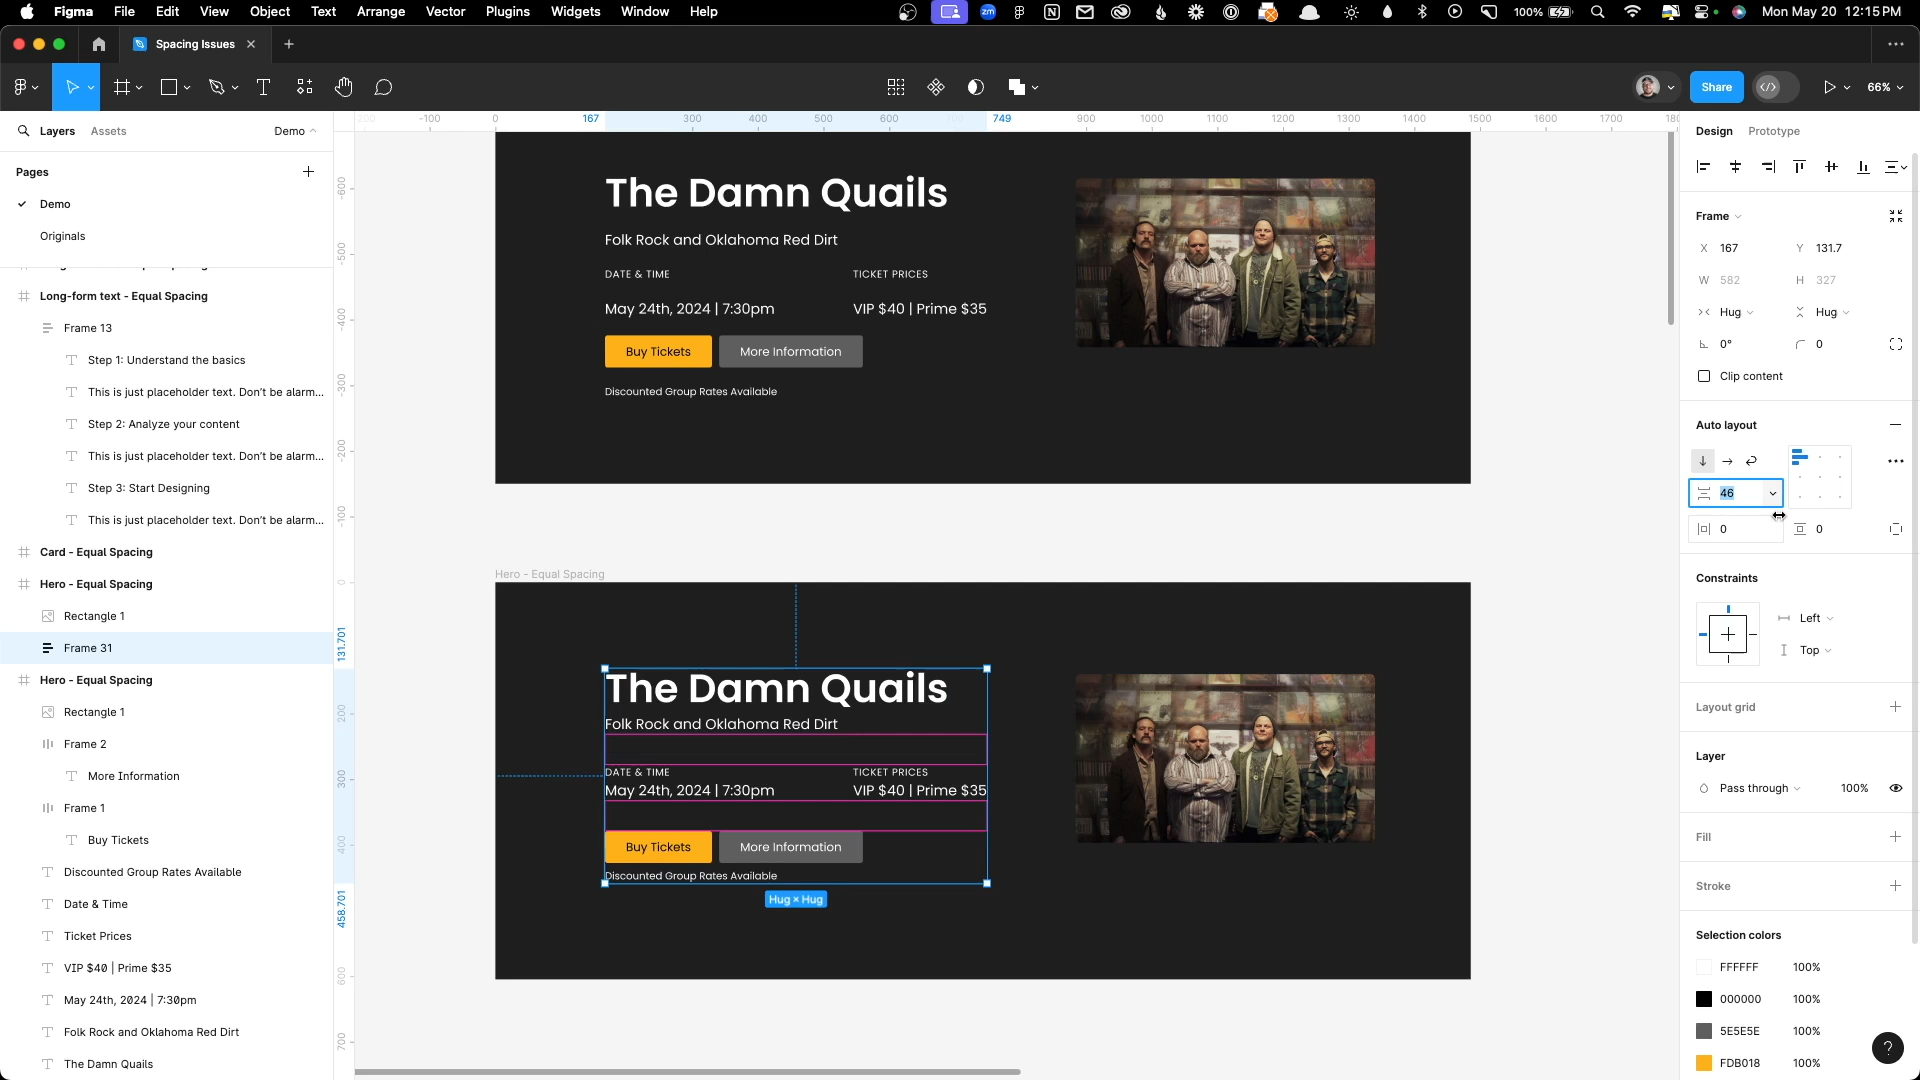 Figma File Edit View Object Text Arrange Vector Plugins Widgets Window Help 100% Mon May 20 12:15 PM
Spacing Issues
Share 66%
Layers Assets Demo
Pages
Demo
Originals
Long-form text - Equal Spacing
Frame 13
Step 1: Understand the basics
This is just placeholder text. Don't be alarm...
Step 2: Analyze your content
This is just placeholder text. Don't be alarm...
Step 3: Start Designing
This is just placeholder text. Don't be alarm...
Card - Equal Spacing
Hero - Equal Spacing
Rectangle 1
Frame 31
Hero - Equal Spacing
Rectangle 1
Frame 2
More Information
Frame 1
Buy Tickets
Discounted Group Rates Available
Date & Time
Ticket Prices
VIP $40 | Prime $35
May 24th, 2024 | 7:30pm
Folk Rock and Oklahoma Red Dirt
The Damn Quails
-200 -100 0 167 300 400 500 600 749 900 1000 1100 1200 1300 1400 1500 1600 1700
-600
-500
-400
-300
-200
-100
0
131.701
200
300
400
458.701
600
700
The Damn Quails
Folk Rock and Oklahoma Red Dirt
DATE & TIME TICKET PRICES
May 24th, 2024 | 7:30pm VIP $40 | Prime $35
Buy Tickets More Information
Discounted Group Rates Available
Hero - Equal Spacing
The Damn Quails
Folk Rock and Oklahoma Red Dirt
DATE & TIME TICKET PRICES
May 24th, 2024 | 7:30pm VIP $40 | Prime $35
Buy Tickets More Information
Discounted Group Rates Available
Hug × Hug
Design Prototype
Frame
X 167 Y 131.7
W 582 H 327
Hug Hug
0° 0
Clip content
Auto layout
46
0 0
Constraints
Left
Top
Layout grid
Layer
Pass through 100%
Fill
Stroke
Selection colors
FFFFFF 100%
000000 100%
5E5E5E 100%
FDB018 100%
?